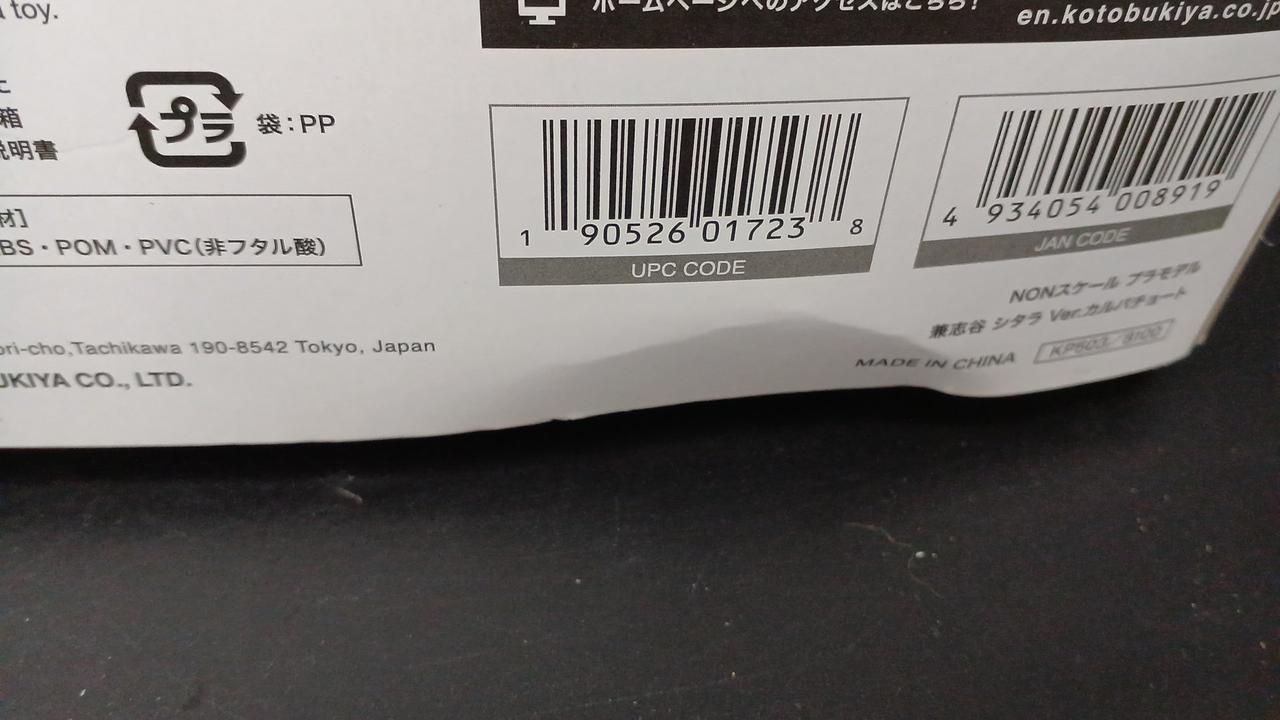 toy.
ホームページへのアクセスはこちら!
en.kotobukiya.co.jp
箱
説明書
プラ
袋:PP
材]
BS・POM・PVC(非フタル酸)
1 90526 01723 8
UPC CODE
4 934054 008919
JAN CODE
NONスケール プラモデル
兼志谷 シタラ Ver.カルバチョート
MADE IN CHINA
KP603/9100
ori-cho,Tachikawa 190-8542 Tokyo, Japan
UKIYA CO., LTD.